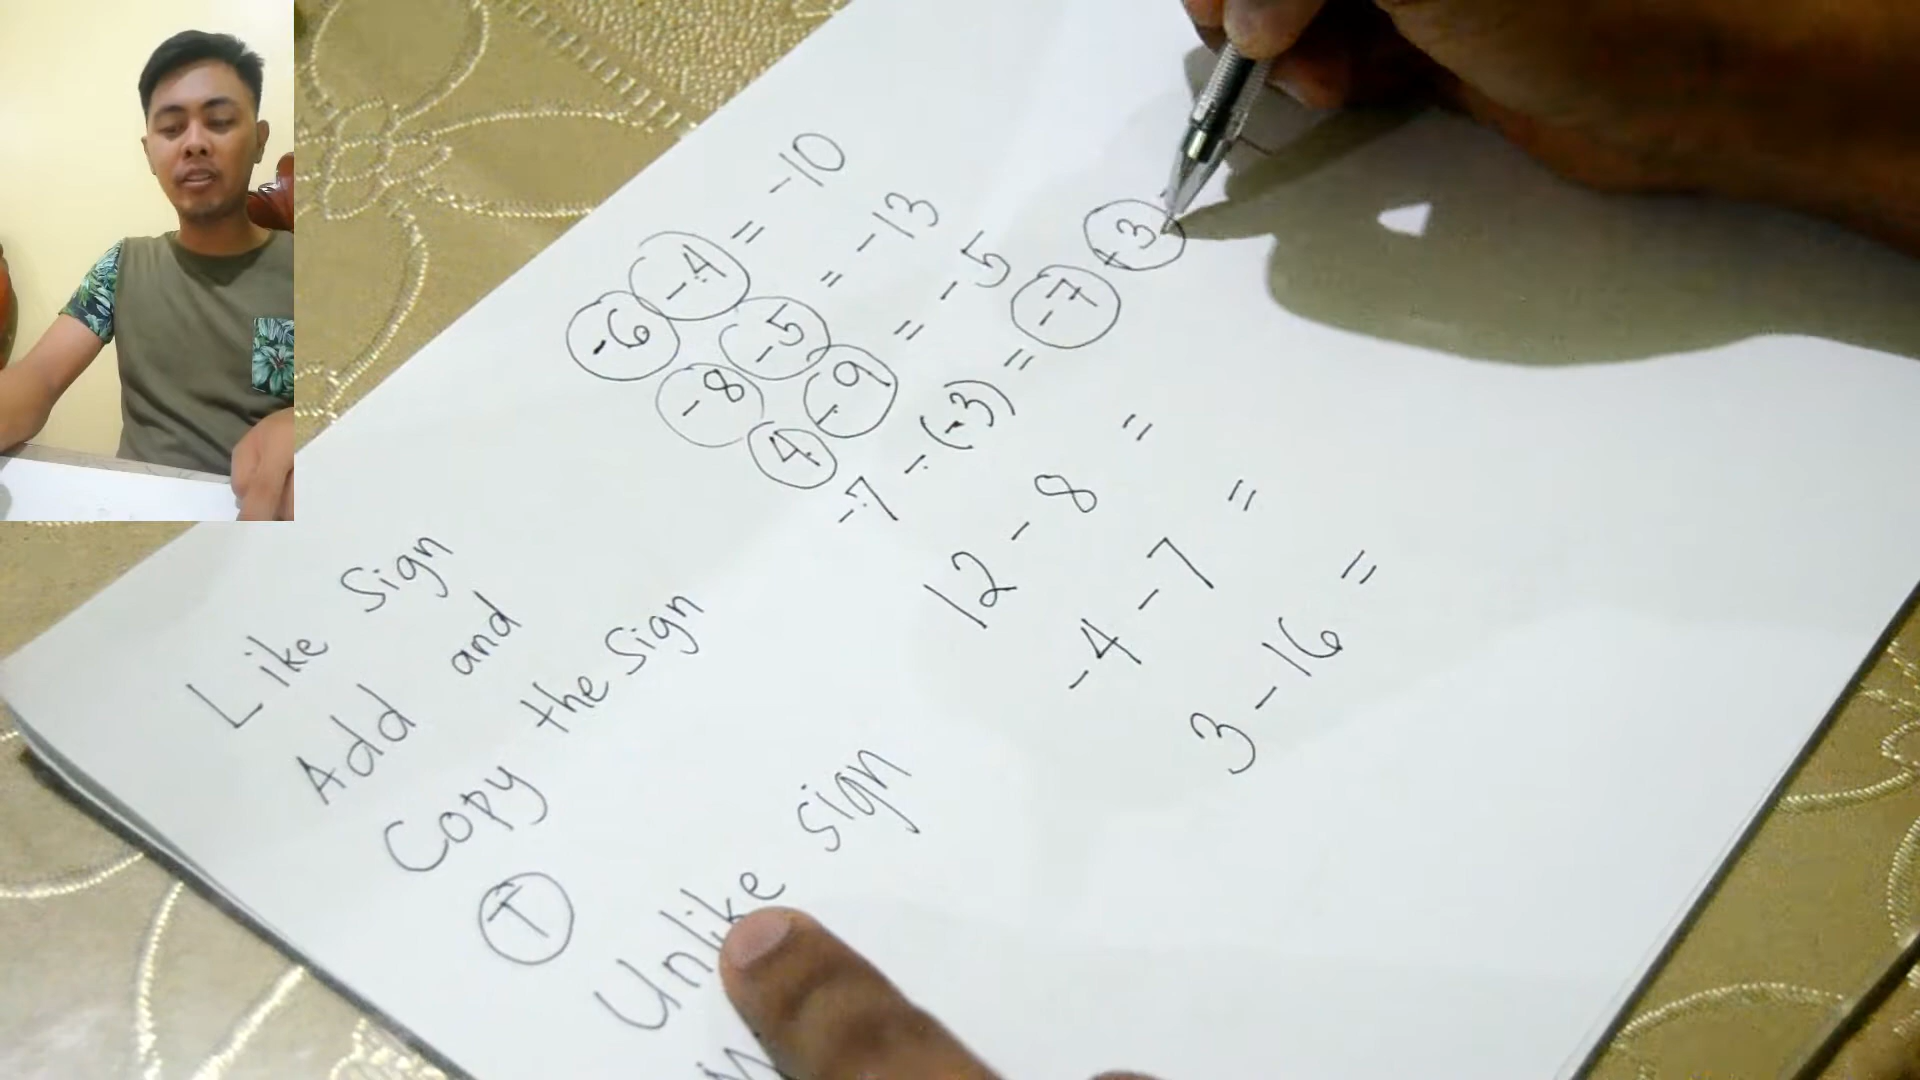 -6 -4 = -10
-8 -5 = -13
4 -9 = -5
-7 - (-3) = -7 +3
12 - 8 =
-4 - 7 =
3 - 16 =
Like Sign
Add and
Copy the Sign
+
Unlike sign